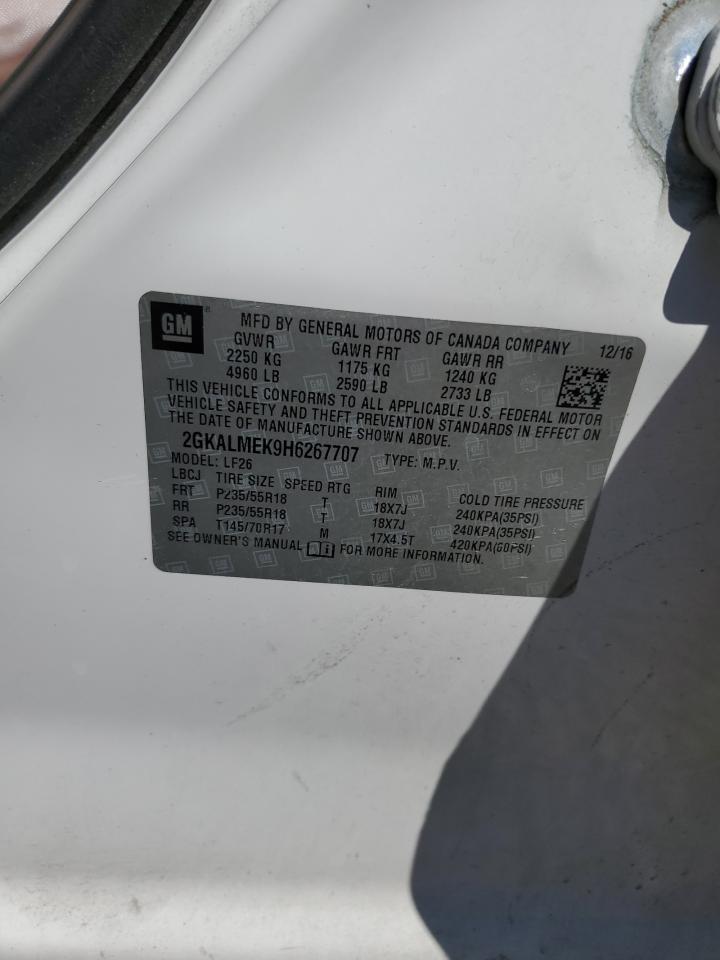 GM
MFD BY GENERAL MOTORS OF CANADA COMPANY 12/16
GVWR GAWR FRT GAWR RR
2250 KG 1175 KG 1240 KG
4960 LB 2590 LB 2733 LB
THIS VEHICLE CONFORMS TO ALL APPLICABLE U.S. FEDERAL MOTOR
VEHICLE SAFETY AND THEFT PREVENTION STANDARDS IN EFFECT ON
THE DATE OF MANUFACTURE SHOWN ABOVE.
2GKALMEK9H6267707 TYPE: M.P.V.
MODEL: LF26
LBCJ TIRE SIZE SPEED RTG RIM COLD TIRE PRESSURE
FRT P235/55R18 T 18X7J 240KPA(35PSI)
RR P235/55R18 T 18X7J 240KPA(35PSI)
SPA T145/70R17 M 17X4.5T 420KPA(60PSI)
SEE OWNER'S MANUAL FOR MORE INFORMATION.